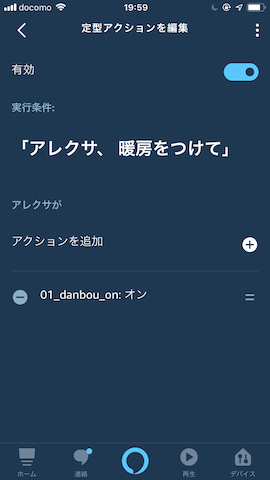 docomo 19:59
定型アクションを編集
有効
実行条件:
「アレクサ、 暖房をつけて」
アレクサが
アクションを追加
01_danbou_on: オン
ホーム 連絡 再生 デバイス